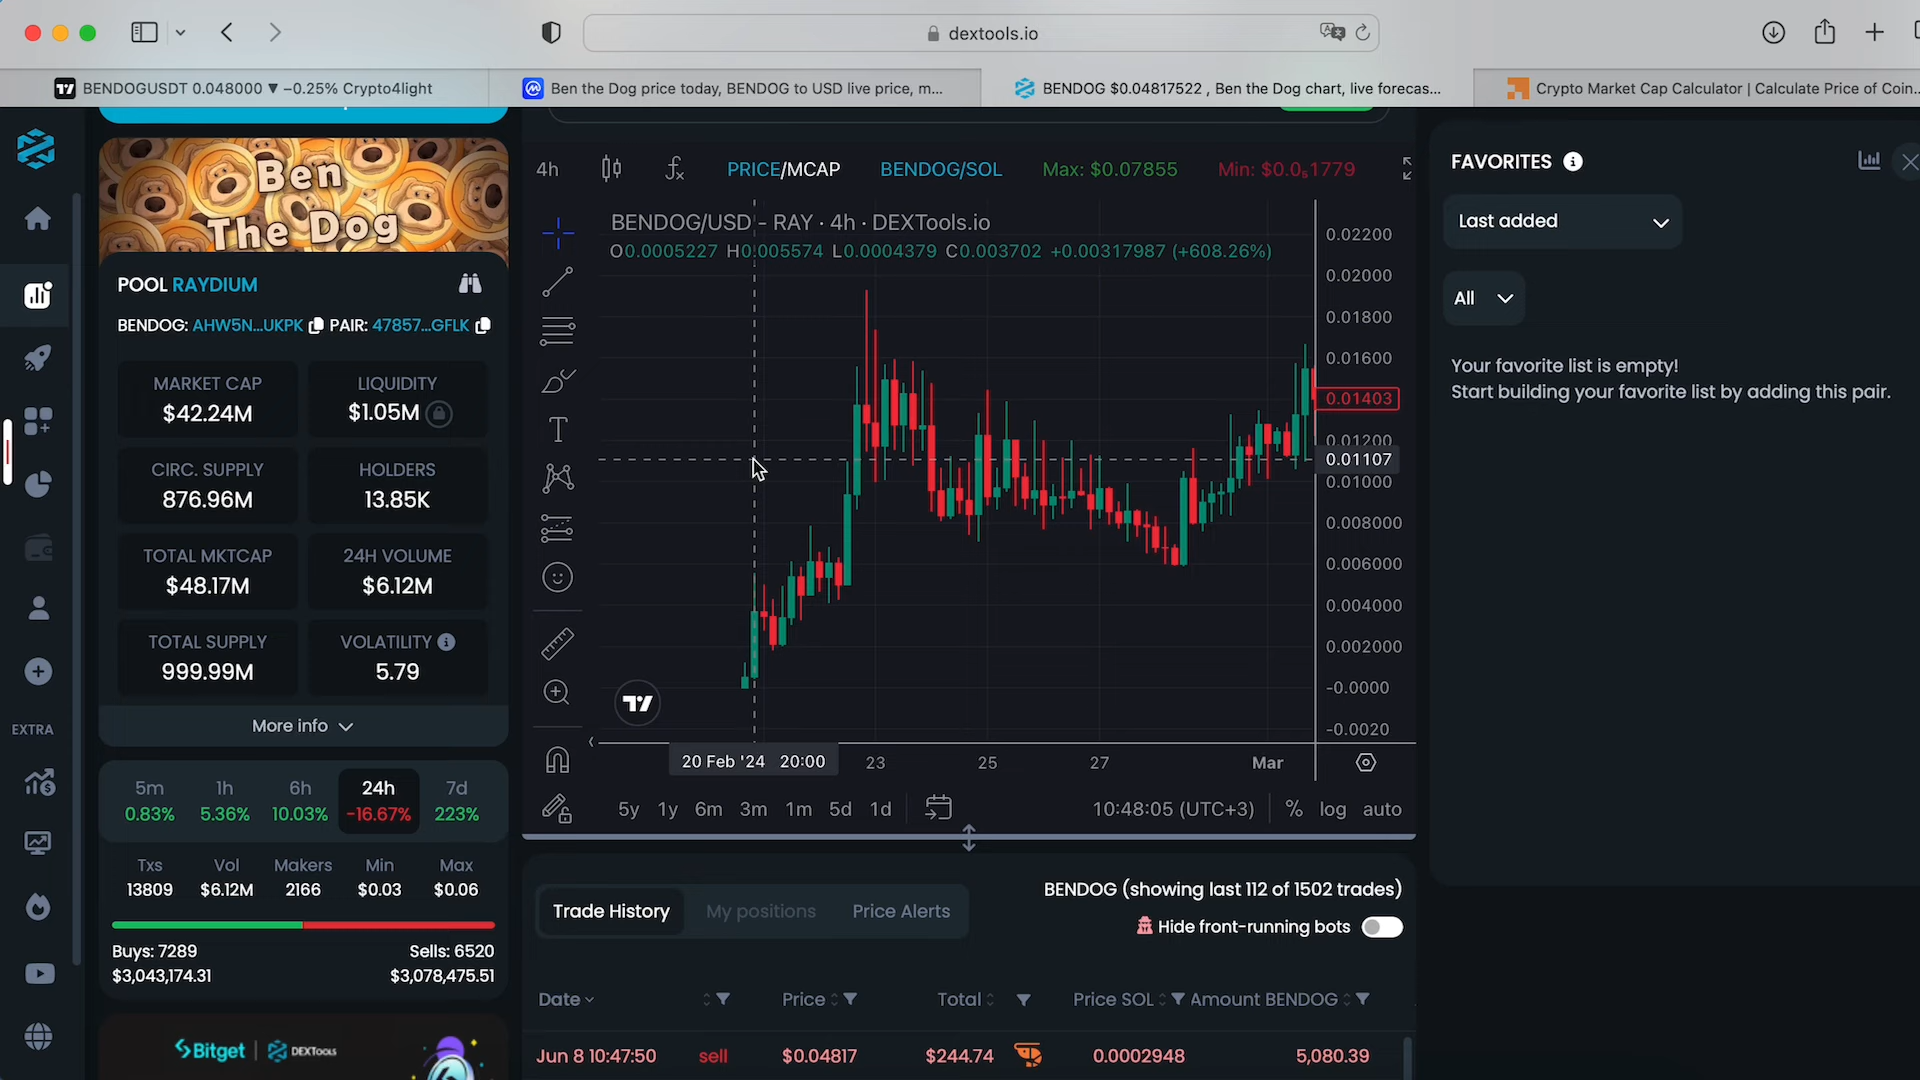 dextools.io
BENDOGUSDT 0.048000 ▼ −0.25% Crypto4light
Ben the Dog price today, BENDOG to USD live price, m...
BENDOG $0.04817522 , Ben the Dog chart, live forecas...
Crypto Market Cap Calculator | Calculate Price of Coin...
Ben
The Dog
POOL RAYDIUM
BENDOG: AHW5N...UKPK PAIR: 47857...GFLK
MARKET CAP
$42.24M
LIQUIDITY
$1.05M
CIRC. SUPPLY
876.96M
HOLDERS
13.85K
TOTAL MKTCAP
$48.17M
24H VOLUME
$6.12M
TOTAL SUPPLY
999.99M
VOLATILITY
5.79
More info
EXTRA
5m 1h 6h 24h 7d
0.83% 5.36% 10.03% -16.67% 223%
Txs Vol Makers Min Max
13809 $6.12M 2166 $0.03 $0.06
Buys: 7289 Sells: 6520
$3,043,174.31 $3,078,475.51
Bitget | DEXTools
4h PRICE/MCAP BENDOG/SOL Max: $0.07855 Min: $0.0₅1779
BENDOG/USD - RAY · 4h · DEXTools.io
O0.0005227 H0.005574 L0.0004379 C0.003702 +0.00317987 (+608.26%)
0.02200
0.02000
0.01800
0.01600
0.01403
0.01200
0.01107
0.01000
0.008000
0.006000
0.004000
0.002000
-0.0000
-0.0020
20 Feb '24 20:00 23 25 27 Mar
5y 1y 6m 3m 1m 5d 1d 10:48:05 (UTC+3) % log auto
Trade History My positions Price Alerts
BENDOG (showing last 112 of 1502 trades)
Hide front-running bots
Date Price Total Price SOL Amount BENDOG
Jun 8 10:47:50 sell $0.04817 $244.74 0.0002948 5,080.39
FAVORITES
Last added
All
Your favorite list is empty!
Start building your favorite list by adding this pair.